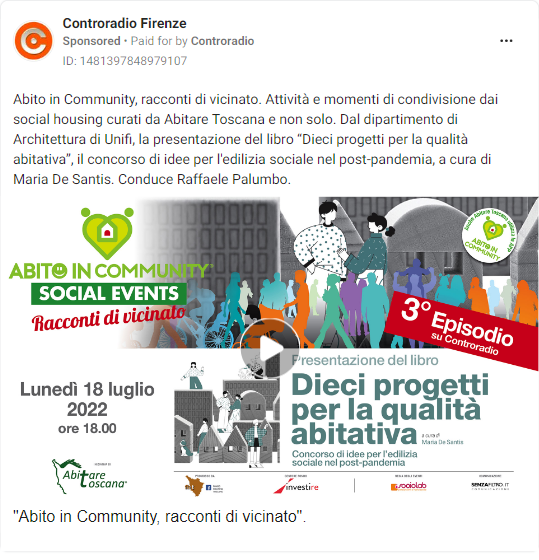 Controradio Firenze
Sponsored • Paid for by Controradio
ID: 1481397848979107
Abito in Community, racconti di vicinato. Attività e momenti di condivisione dai
social housing curati da Abitare Toscana e non solo. Dal dipartimento di
Architettura di Unifi, la presentazione del libro “Dieci progetti per la qualità
abitativa”, il concorso di idee per l'edilizia sociale nel post-pandemia, a cura di
Maria De Santis. Conduce Raffaele Palumbo.
ABITO IN COMMUNITY
SOCIAL EVENTS
Racconti di vicinato
ABITO IN
COMMUNITY
3° Episodio
su Controradio
Lunedì 18 luglio
2022
ore 18.00
Presentazione del libro
Dieci progetti
per la qualità
abitativa
a cura di
Maria De Santis
Concorso di idee per l'edilizia
sociale nel post-pandemia
Abitare
toscana
investire
sociolab
SENZAFILTRO.IT
"Abito in Community, racconti di vicinato".